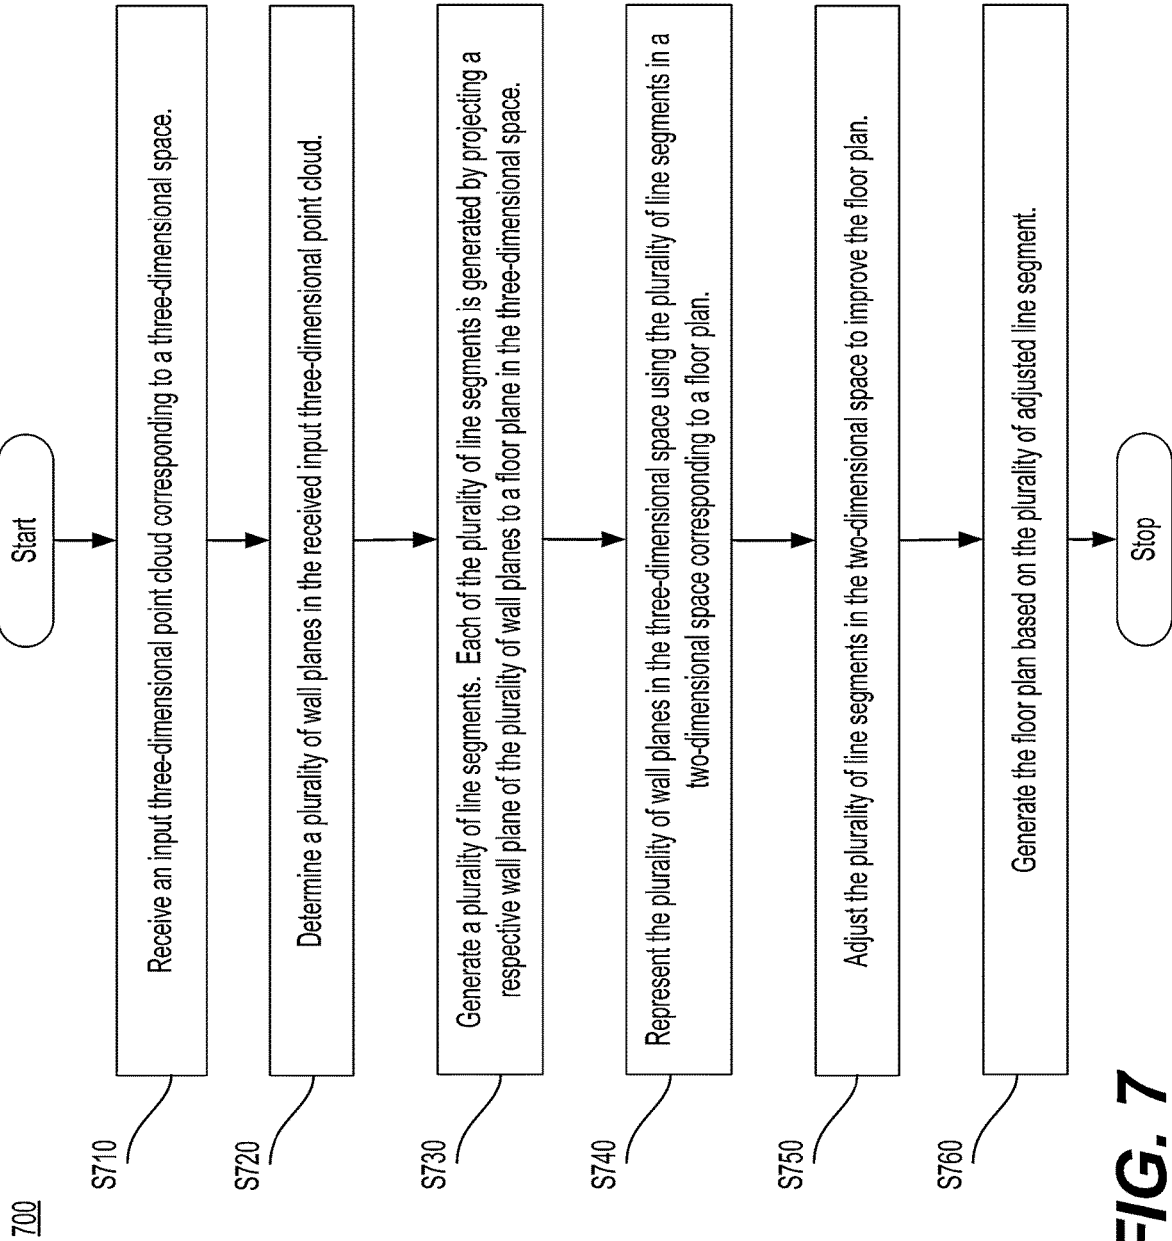 700
Start
S710
Receive an input three-dimensional point cloud corresponding to a three-dimensional space.
S720
Determine a plurality of wall planes in the received input three-dimensional point cloud.
S730
Generate a plurality of line segments. Each of the plurality of line segments is generated by projecting a
respective wall plane of the plurality of wall planes to a floor plane in the three-dimensional space.
S740
Represent the plurality of wall planes in the three-dimensional space using the plurality of line segments in a
two-dimensional space corresponding to a floor plan.
S750
Adjust the plurality of line segments in the two-dimensional space to improve the floor plan.
S760
Generate the floor plan based on the plurality of adjusted line segment.
Stop
FIG. 7